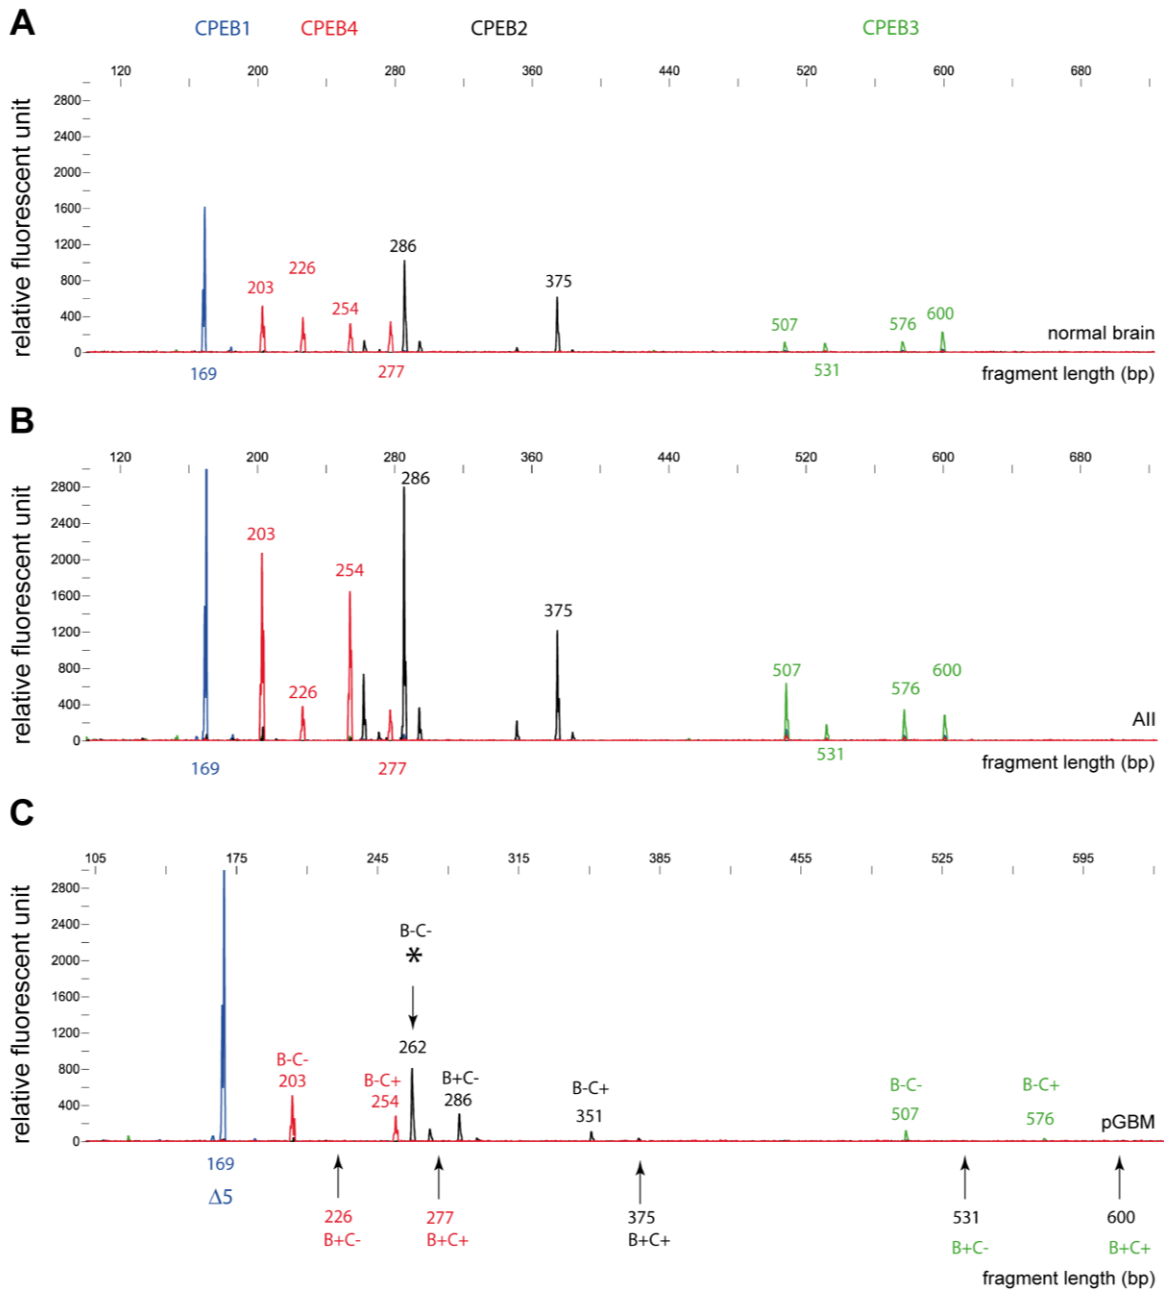 A
CPEB1 CPEB4 CPEB2 CPEB3
120 200 280 360 440 520 600 680
relative fluorescent unit
2800
2400
2000
1600
1200
800
400
0
203 226 254 286 375 507 576 600
normal brain
169 277 531
fragment length (bp)
B
120 200 280 360 440 520 600 680
relative fluorescent unit
2800
2400
2000
1600
1200
800
400
0
203 226 254 286 375 507 576 600
AII
169 277 531
fragment length (bp)
C
105 175 245 315 385 455 525 595
relative fluorescent unit
2800
2400
2000
1600
1200
800
400
0
B-C-
*
262
B-C- B-C+ B+C- B-C+ B-C- B-C+
203 254 286 351 507 576
pGBM
169
Δ5
226 277 375 531 600
B+C- B+C+ B+C+ B+C- B+C+
fragment length (bp)